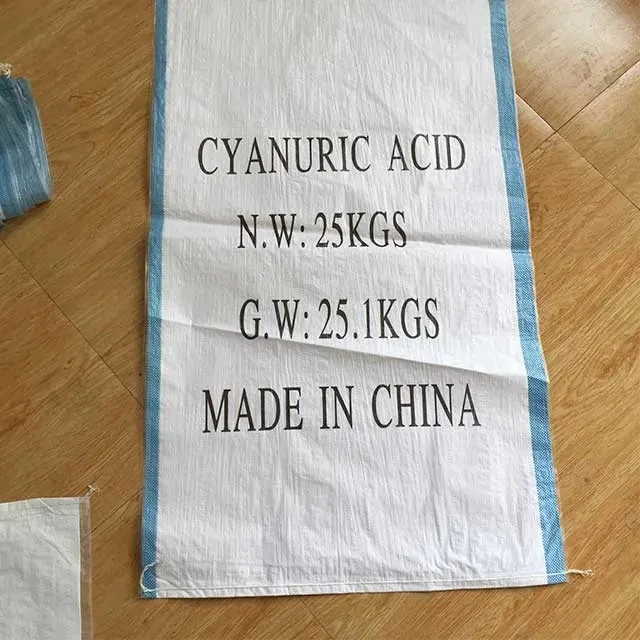 CYANURIC ACID
N.W: 25KGS
G.W: 25.1KGS
MADE IN CHINA